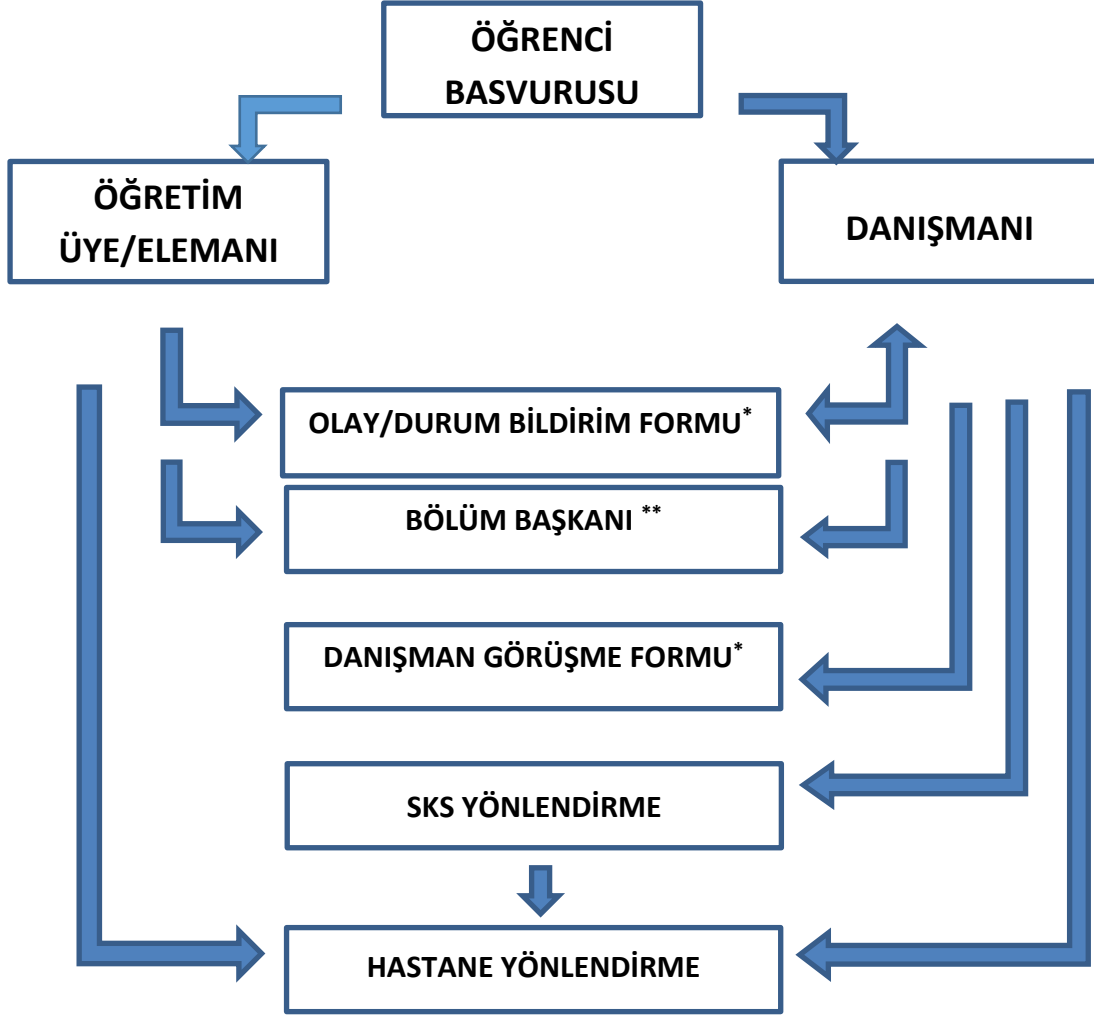 ÖĞRENCİ
BASVURUSU
ÖĞRETİM
ÜYE/ELEMANI
DANIŞMANI
OLAY/DURUM BİLDİRİM FORMU*
BÖLÜM BAŞKANI **
DANIŞMAN GÖRÜŞME FORMU*
SKS YÖNLENDİRME
HASTANE YÖNLENDİRME